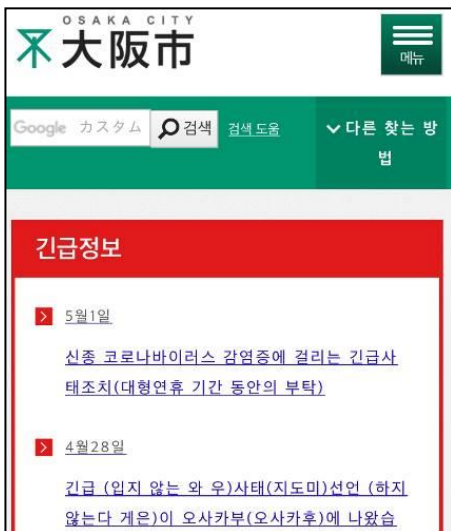 OSAKA CITY
大阪市
메뉴
Google カスタム
검색
검색 도움
다른 찾는 방
법
긴급정보
5월1일
신종 코로나바이러스 감염증에 걸리는 긴급사
태조치(대형연휴 기간 동안의 부탁)
4월28일
긴급 (입지 않는 와 우)사태(지도미)선언 (하지
않는다 게은)이 오사카부(오사카후)에 나왔습